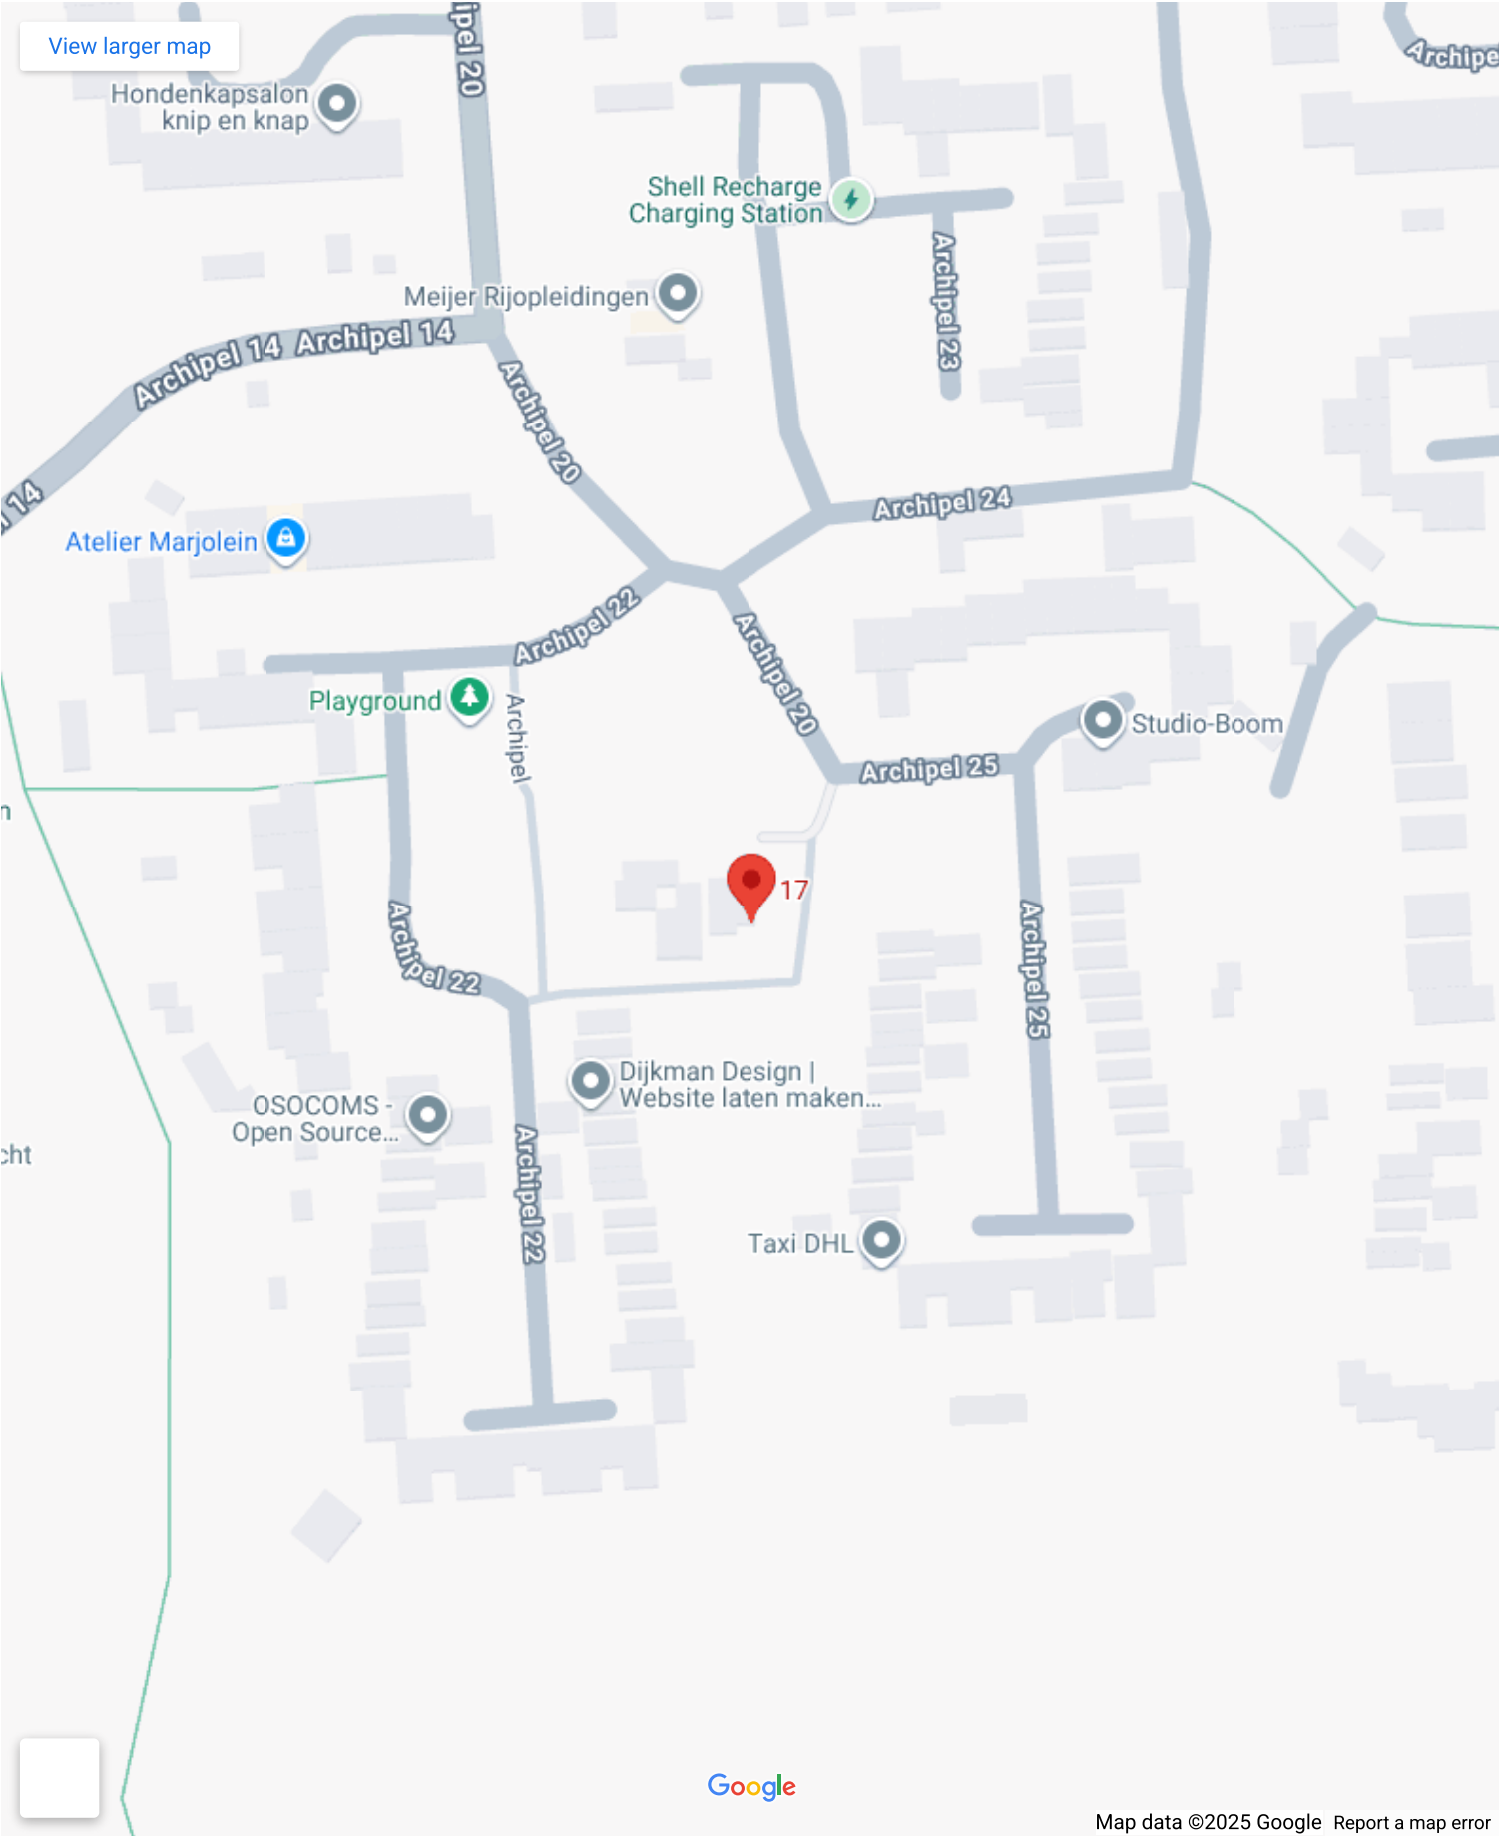 View larger map
ipel 20
Archipe
Hondenkapsalon
knip en knap
Shell Recharge
Charging Station
Archipel 23
Meijer Rijopleidingen
Archipel 14
Archipel 14
14
Archipel 20
Archipel 24
Atelier Marjolein
Archipel 22
Archipel 20
Playground
Archipel
Studio-Boom
Archipel 25
n
17
Archipel 22
Archipel 25
Dijkman Design |
Website laten maken...
OSOCOMS -
Open Source...
cht
Archipel 22
Taxi DHL
Google
Map data ©2025 Google
Report a map error